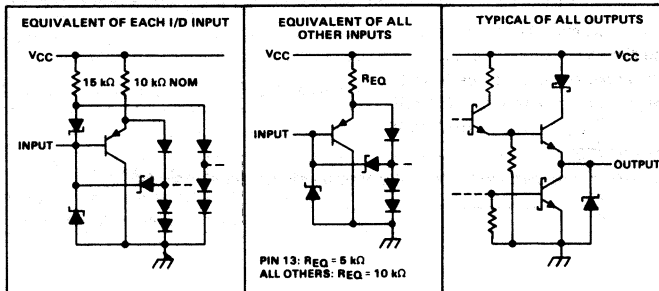 EQUIVALENT OF EACH I/D INPUT
VCC
15 kΩ
10 kΩ NOM
INPUT
EQUIVALENT OF ALL
OTHER INPUTS
VCC
REQ
INPUT
PIN 13: REQ = 5 kΩ
ALL OTHERS: REQ = 10 kΩ
TYPICAL OF ALL OUTPUTS
VCC
OUTPUT